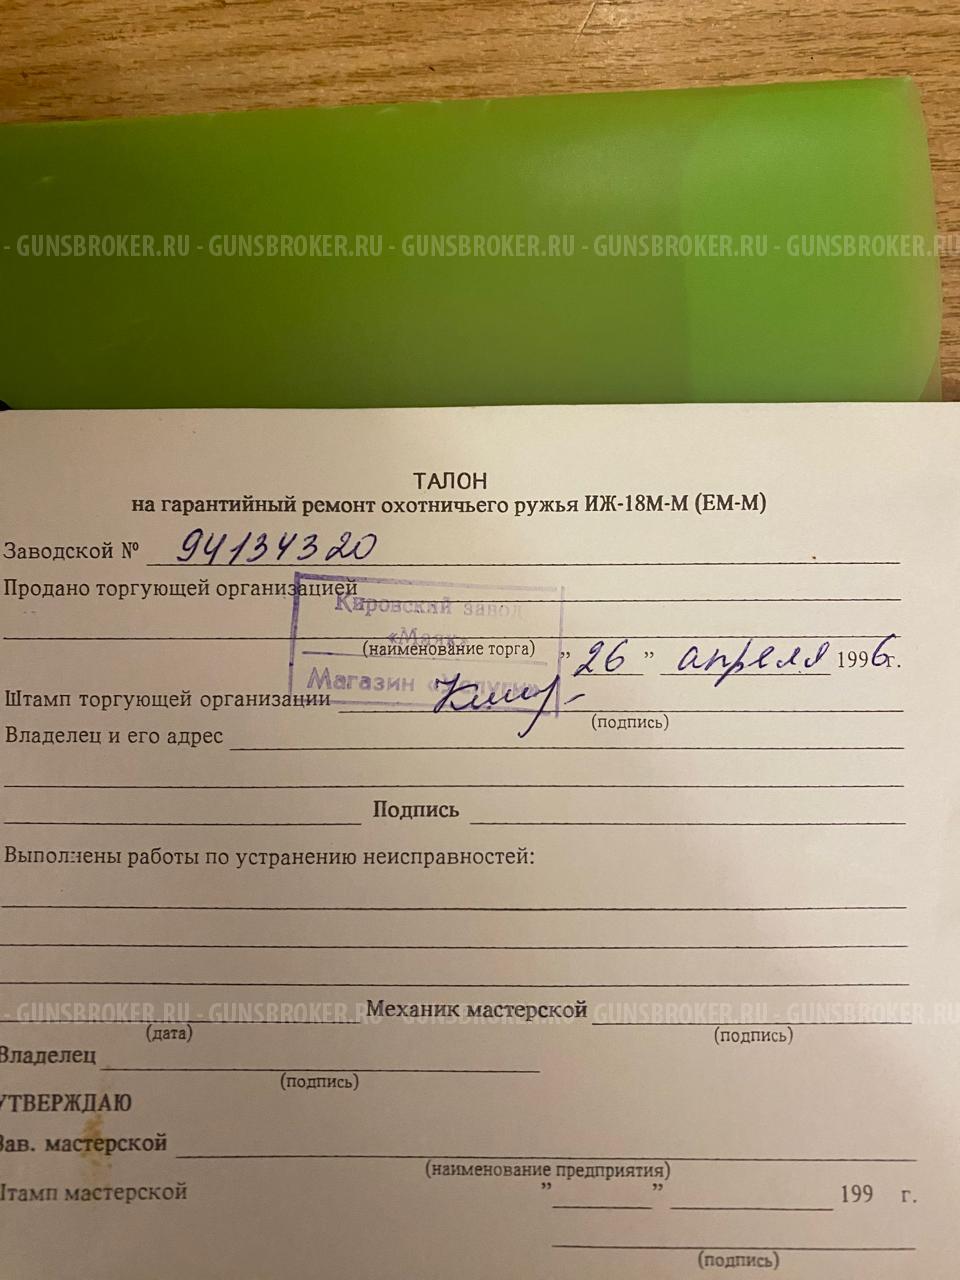 - GUNSBROKER.RU - GUNSBROKER.RU - GUNSBROKER.RU - GUNSBROKER.RU - GUNSBROKER.RU
ТАЛОН
на гарантийный ремонт охотничьего ружья ИЖ-18М-М (ЕМ-М)
Заводской № 94134320
Продано торгующей организацией
Кировский завод
«Маяк»
(наименование торга) „ 26 ” апреля 1996г.
Магазин «Услуги»
Штамп торгующей организации
(подпись)
Владелец и его адрес
Подпись
Выполнены работы по устранению неисправностей:
- GUNSBROKER.RU - GUNSBROKER.RU - GUNSBROKER.RU - GUNSBROKER.RU - GUNSBROKER.RU
Механик мастерской
(дата) (подпись)
Владелец
(подпись)
УТВЕРЖДАЮ
Зав. мастерской
(наименование предприятия)
Штамп мастерской ” ” 199 г.
(подпись)